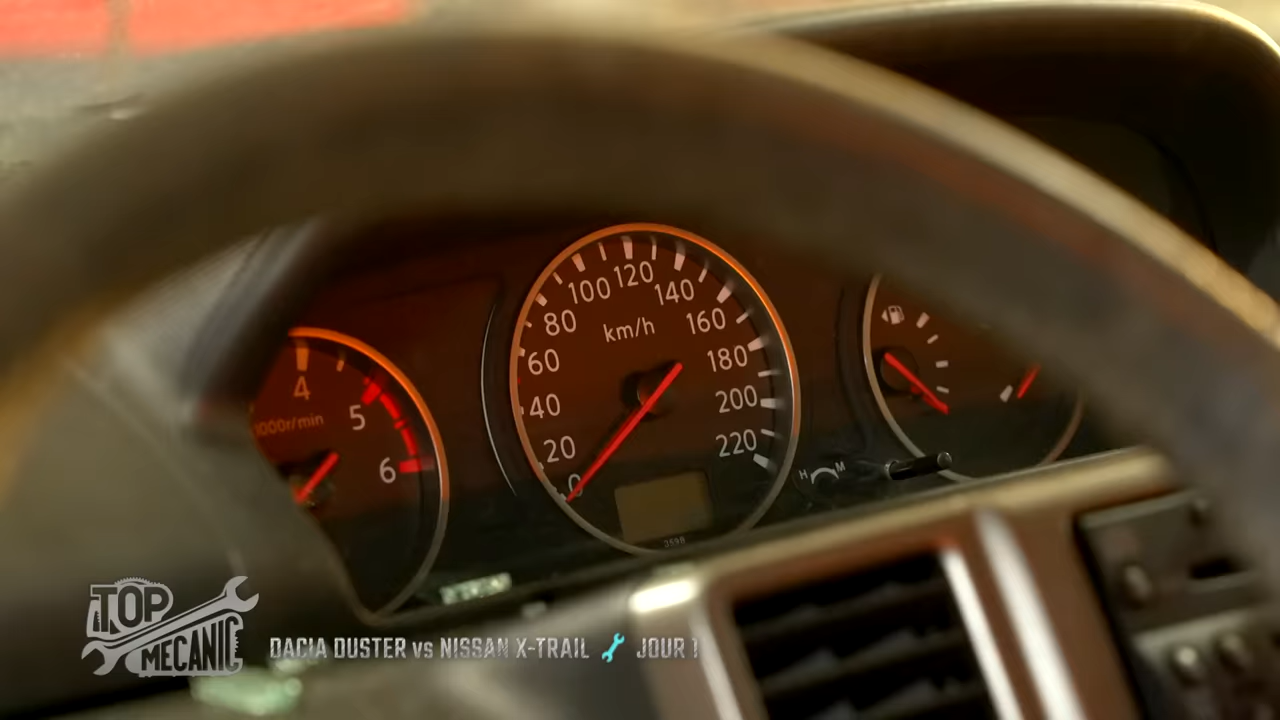 120
100
140
80
160
km/h
60
180
4
5
40
200
1000r/min
20
220
6
0
H
M
3598
TOP
MECANIC
DACIA DUSTER vs NISSAN X-TRAIL JOUR 1